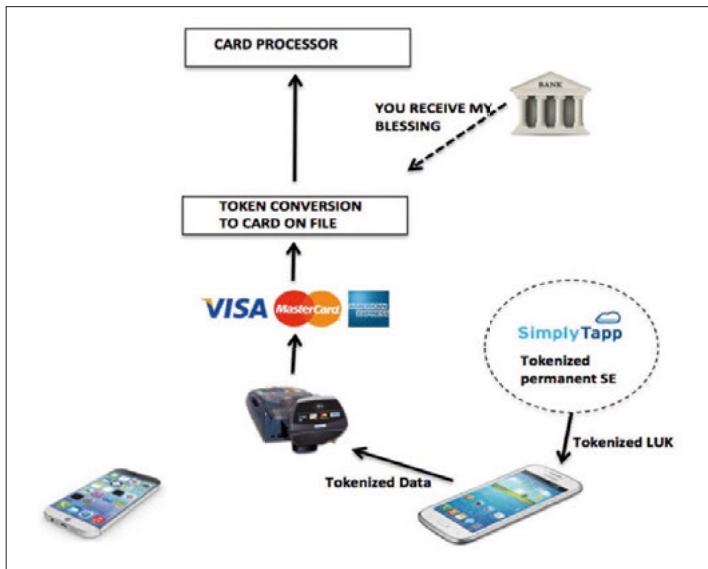 CARD PROCESSOR
BANK
YOU RECEIVE MY
BLESSING
TOKEN CONVERSION
TO CARD ON FILE
VISA
MasterCard
AMERICAN
EXPRESS
SimplyTapp
Tokenized
permanent SE
Tokenized LUK
Tokenized Data